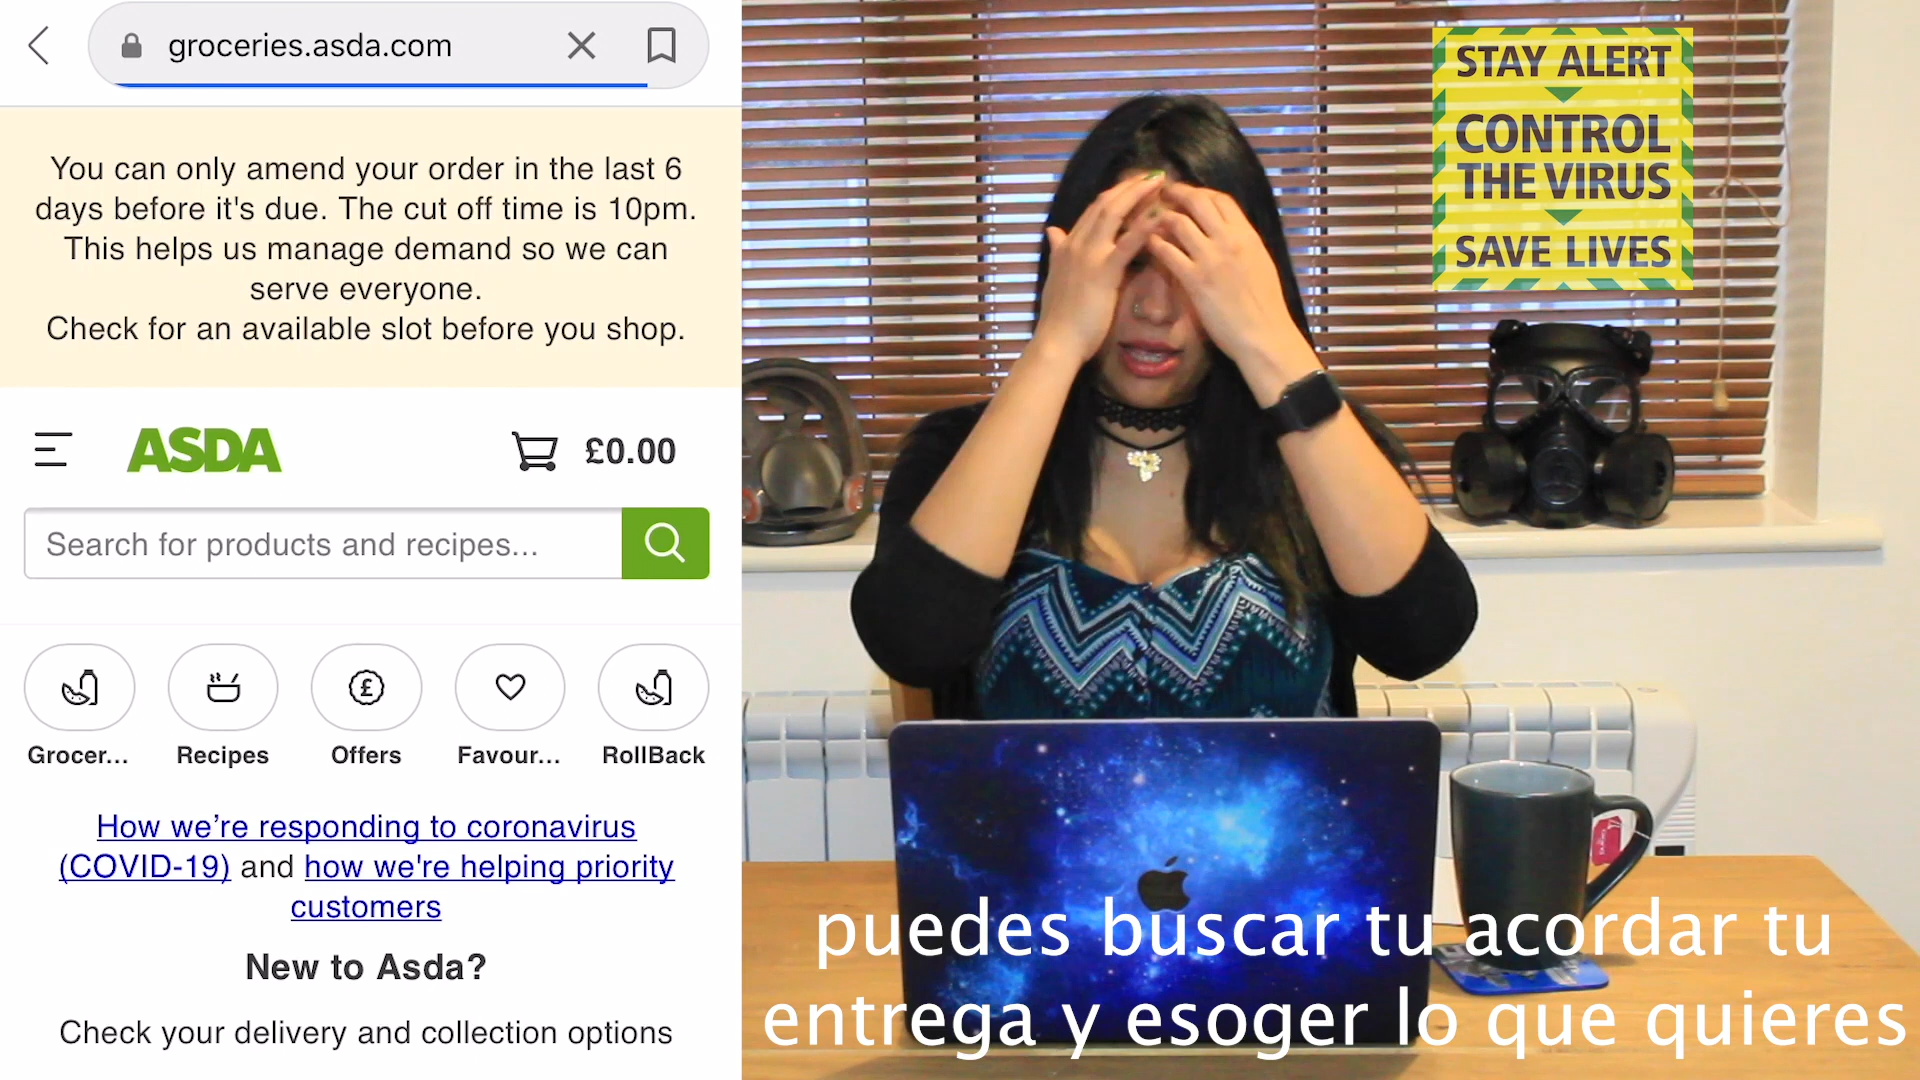 groceries.asda.com
You can only amend your order in the last 6
days before it's due. The cut off time is 10pm.
This helps us manage demand so we can
serve everyone.
Check for an available slot before you shop.
ASDA
£0.00
Search for products and recipes...
Grocer...
Recipes
Offers
Favour...
RollBack
How we’re responding to coronavirus
(COVID-19) and how we're helping priority
customers
New to Asda?
Check your delivery and collection options
STAY ALERT
CONTROL
THE VIRUS
SAVE LIVES
puedes buscar tu acordar tu
entrega y esoger lo que quieres